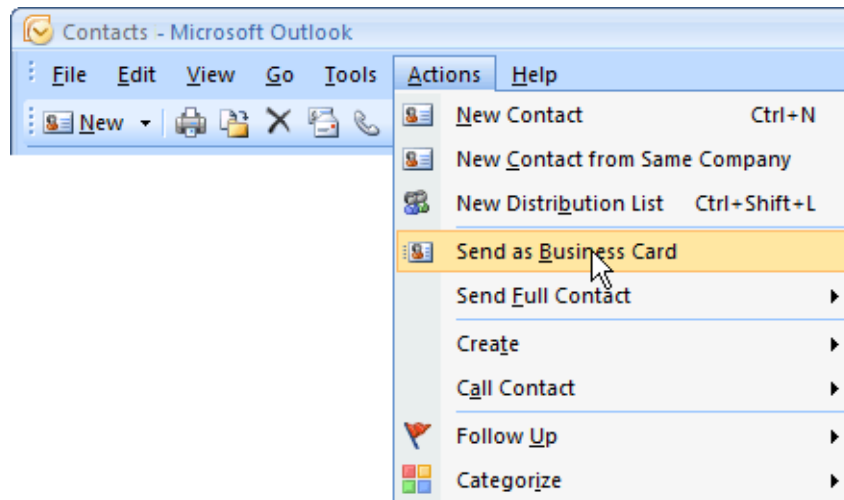 Contacts - Microsoft Outlook
File Edit View Go Tools Actions Help
New
New Contact Ctrl+N
New Contact from Same Company
New Distribution List Ctrl+Shift+L
Send as Business Card
Send Full Contact
Create
Call Contact
Follow Up
Categorize